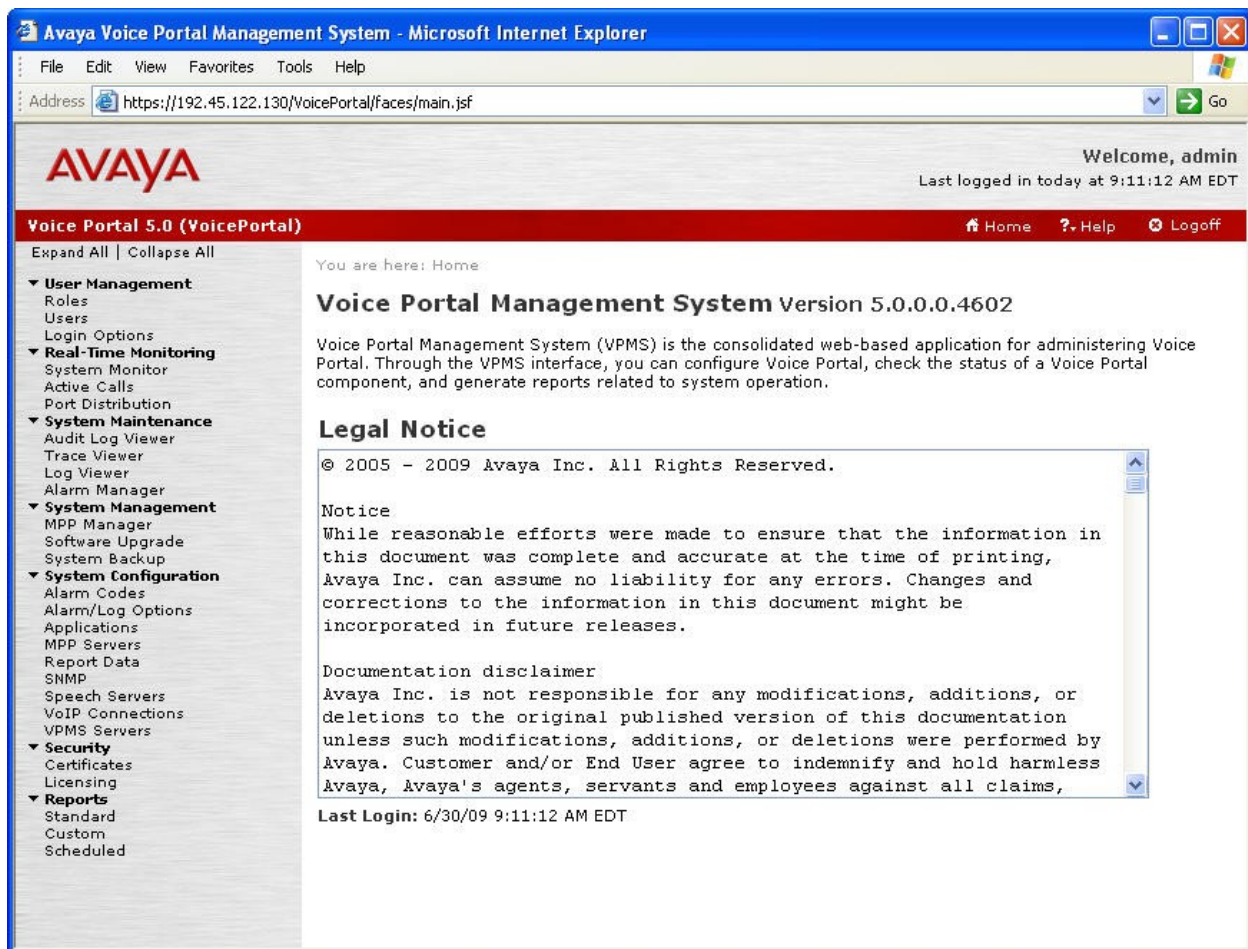 Avaya Voice Portal Management System - Microsoft Internet Explorer
File Edit View Favorites Tools Help
Address https://192.45.122.130/VoicePortal/faces/main.jsf Go
AVAYA
Welcome, admin
Last logged in today at 9:11:12 AM EDT
Voice Portal 5.0 (VoicePortal)
Home ? Help Logoff
Expand All | Collapse All
User Management
Roles
Users
Login Options
Real-Time Monitoring
System Monitor
Active Calls
Port Distribution
System Maintenance
Audit Log Viewer
Trace Viewer
Log Viewer
Alarm Manager
System Management
MPP Manager
Software Upgrade
System Backup
System Configuration
Alarm Codes
Alarm/Log Options
Applications
MPP Servers
Report Data
SNMP
Speech Servers
VoIP Connections
VPMS Servers
Security
Certificates
Licensing
Reports
Standard
Custom
Scheduled
You are here: Home
Voice Portal Management System Version 5.0.0.0.4602
Voice Portal Management System (VPMS) is the consolidated web-based application for administering Voice
Portal. Through the VPMS interface, you can configure Voice Portal, check the status of a Voice Portal
component, and generate reports related to system operation.
Legal Notice
© 2005 - 2009 Avaya Inc. All Rights Reserved.
Notice
While reasonable efforts were made to ensure that the information in
this document was complete and accurate at the time of printing,
Avaya Inc. can assume no liability for any errors. Changes and
corrections to the information in this document might be
incorporated in future releases.
Documentation disclaimer
Avaya Inc. is not responsible for any modifications, additions, or
deletions to the original published version of this documentation
unless such modifications, additions, or deletions were performed by
Avaya. Customer and/or End User agree to indemnify and hold harmless
Avaya, Avaya's agents, servants and employees against all claims,
Last Login: 6/30/09 9:11:12 AM EDT